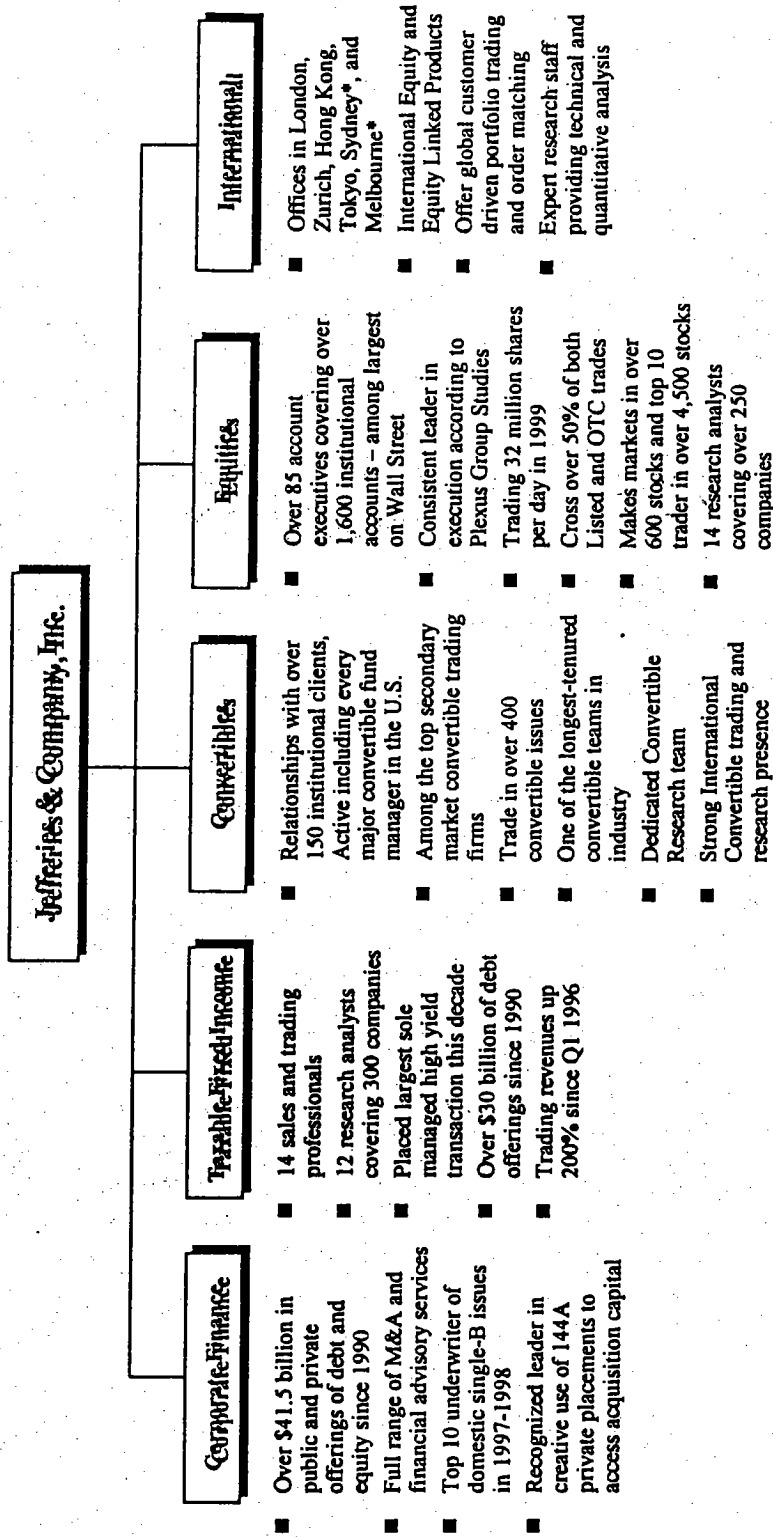 Jefferies & Company, Inc.
Corporate Finance
Over $41.5 billion in
public and private
offerings of debt and
equity since 1990
Full range of M&A and
financial advisory services
Top 10 underwriter of
domestic single-B issues
in 1997-1998
Recognized leader in
creative use of 144A
private placements to
access acquisition capital
Taxable Fixed Income
14 sales and trading
professionals
12 research analysts
covering 300 companies
Placed largest sole
managed high yield
transaction this decade
Over $30 billion of debt
offerings since 1990
Trading revenues up
200% since Q1 1996
Convertibles
Relationships with over
150 institutional clients,
Active including every
major convertible fund
manager in the U.S.
Among the top secondary
market convertible trading
firms
Trade in over 400
convertible issues
One of the longest-tenured
convertible teams in
industry
Dedicated Convertible
Research team
Strong International
Convertible trading and
research presence
Equities
Over 85 account
executives covering over
1,600 institutional
accounts – among largest
on Wall Street
Consistent leader in
execution according to
Plexus Group Studies
Trading 32 million shares
per day in 1999
Cross over 50% of both
Listed and OTC trades
Makes markets in over
600 stocks and top 10
trader in over 4,500 stocks
14 research analysts
covering over 250
companies
International
Offices in London,
Zurich, Hong Kong,
Tokyo, Sydney*, and
Melbourne*
International Equity and
Equity Linked Products
Offer global customer
driven portfolio trading
and order matching
Expert research staff
providing technical and
quantitative analysis